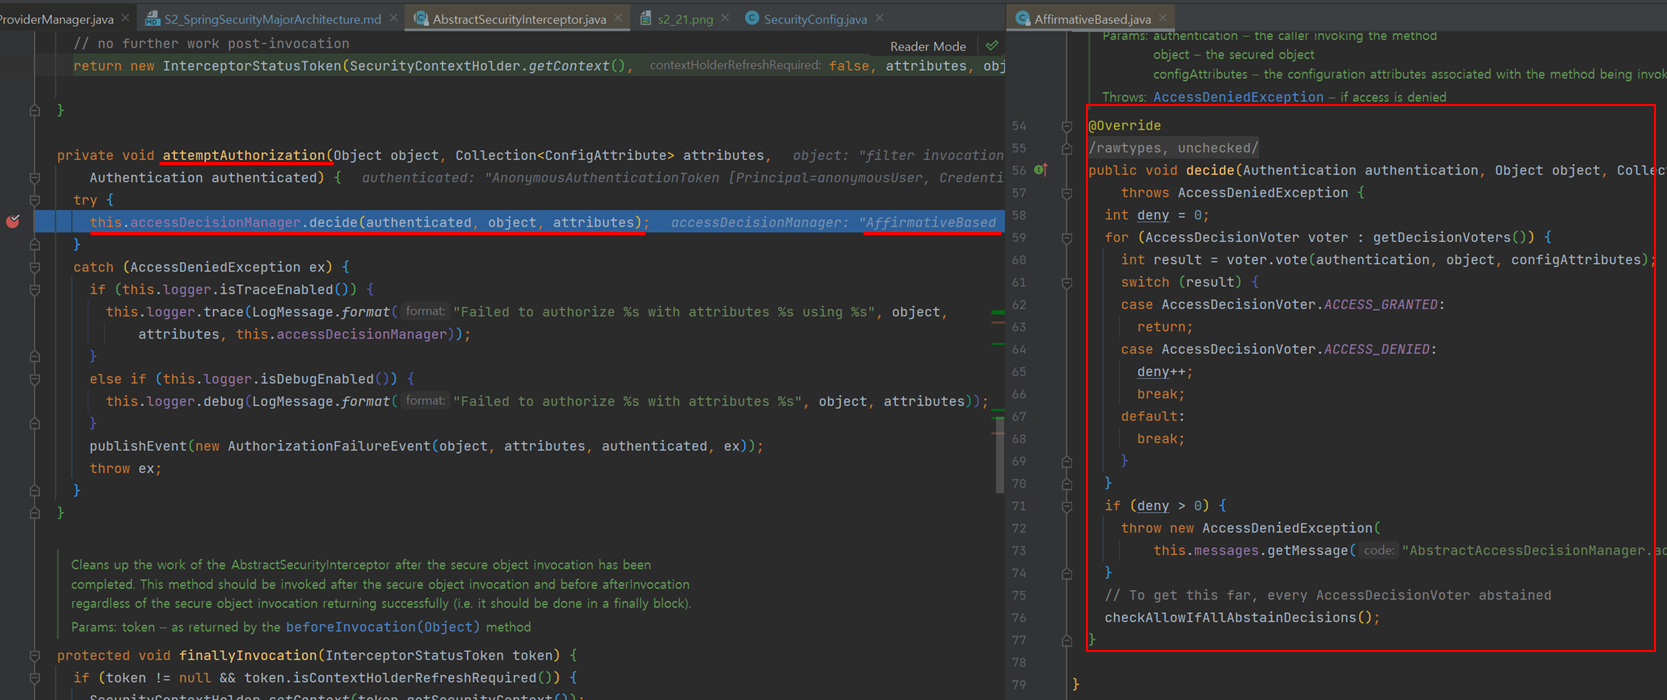 ProviderManager.java
S2_SpringSecurityMajorArchitecture.md
AbstractSecurityInterceptor.java
s2_21.png
SecurityConfig.java
AffirmativeBased.java
// no further work post-invocation
Reader Mode
return new InterceptorStatusToken(SecurityContextHolder.getContext(), contextHolderRefreshRequired: false, attributes, obj
}
private void attemptAuthorization(Object object, Collection<ConfigAttribute> attributes, object: "filter invocation
Authentication authenticated) { authenticated: "AnonymousAuthenticationToken [Principal=anonymousUser, Credenti
try {
this.accessDecisionManager.decide(authenticated, object, attributes); accessDecisionManager: "AffirmativeBased
}
catch (AccessDeniedException ex) {
if (this.logger.isTraceEnabled()) {
this.logger.trace(LogMessage.format( format: "Failed to authorize %s with attributes %s using %s", object,
attributes, this.accessDecisionManager));
}
else if (this.logger.isDebugEnabled()) {
this.logger.debug(LogMessage.format( format: "Failed to authorize %s with attributes %s", object, attributes));
}
publishEvent(new AuthorizationFailureEvent(object, attributes, authenticated, ex));
throw ex;
}
}
Cleans up the work of the AbstractSecurityInterceptor after the secure object invocation has been
completed. This method should be invoked after the secure object invocation and before afterInvocation
regardless of the secure object invocation returning successfully (i.e. it should be done in a finally block).
Params: token – as returned by the beforeInvocation(Object) method
protected void finallyInvocation(InterceptorStatusToken token) {
if (token != null && token.isContextHolderRefreshRequired()) {
SecurityContextHolder.setContext(token.getSecurityContext());
Params: authentication – the caller invoking the method
object – the secured object
configAttributes – the configuration attributes associated with the method being invok
Throws: AccessDeniedException – if access is denied
54 @Override
55 /rawtypes, unchecked/
56 public void decide(Authentication authentication, Object object, Collec
57 throws AccessDeniedException {
58 int deny = 0;
59 for (AccessDecisionVoter voter : getDecisionVoters()) {
60 int result = voter.vote(authentication, object, configAttributes);
61 switch (result) {
62 case AccessDecisionVoter.ACCESS_GRANTED:
63 return;
64 case AccessDecisionVoter.ACCESS_DENIED:
65 deny++;
66 break;
67 default:
68 break;
69 }
70 }
71 if (deny > 0) {
72 throw new AccessDeniedException(
73 this.messages.getMessage( code: "AbstractAccessDecisionManager.ac
74 }
75 // To get this far, every AccessDecisionVoter abstained
76 checkAllowIfAllAbstainDecisions();
77 }
78
79 }